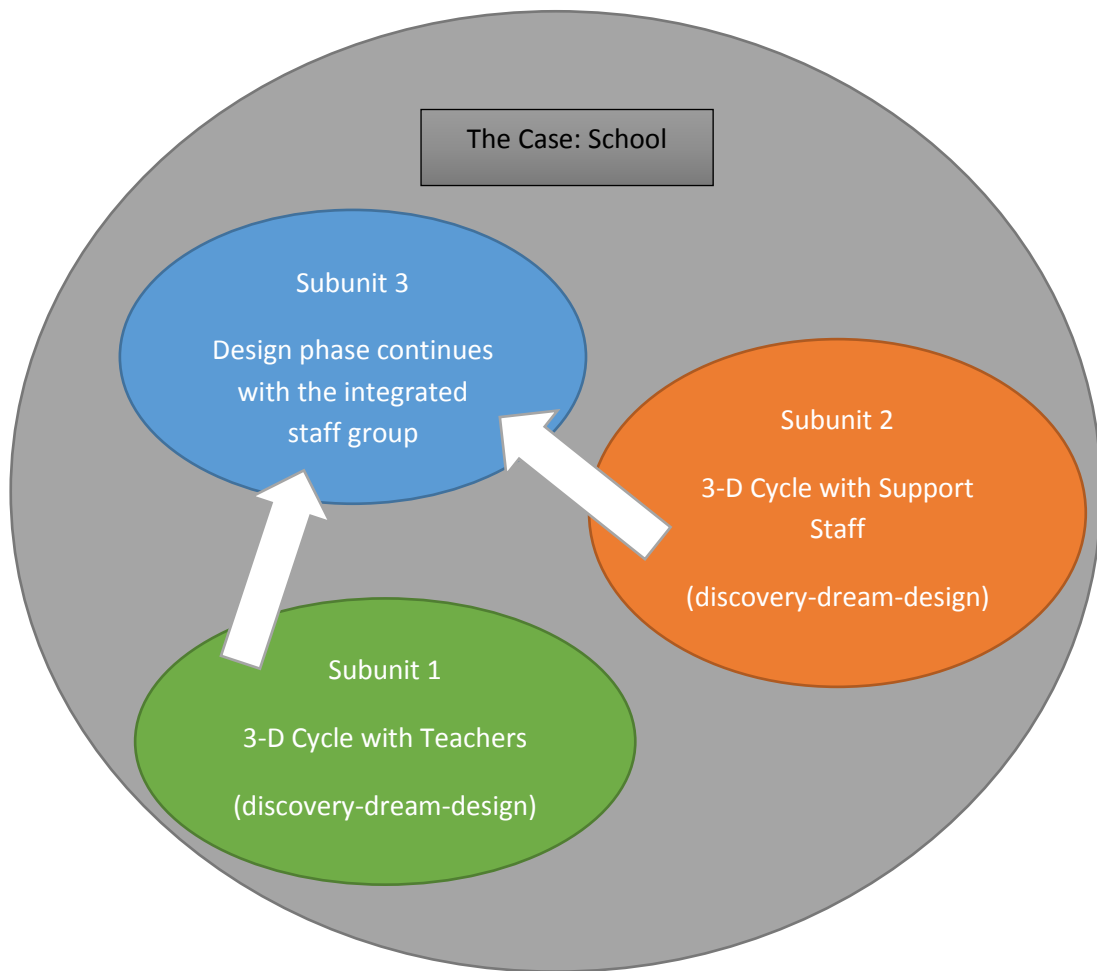 The Case: School
Subunit 3
Design phase continues
with the integrated
staff group
Subunit 2
3-D Cycle with Support
Staff
(discovery-dream-design)
Subunit 1
3-D Cycle with Teachers
(discovery-dream-design)